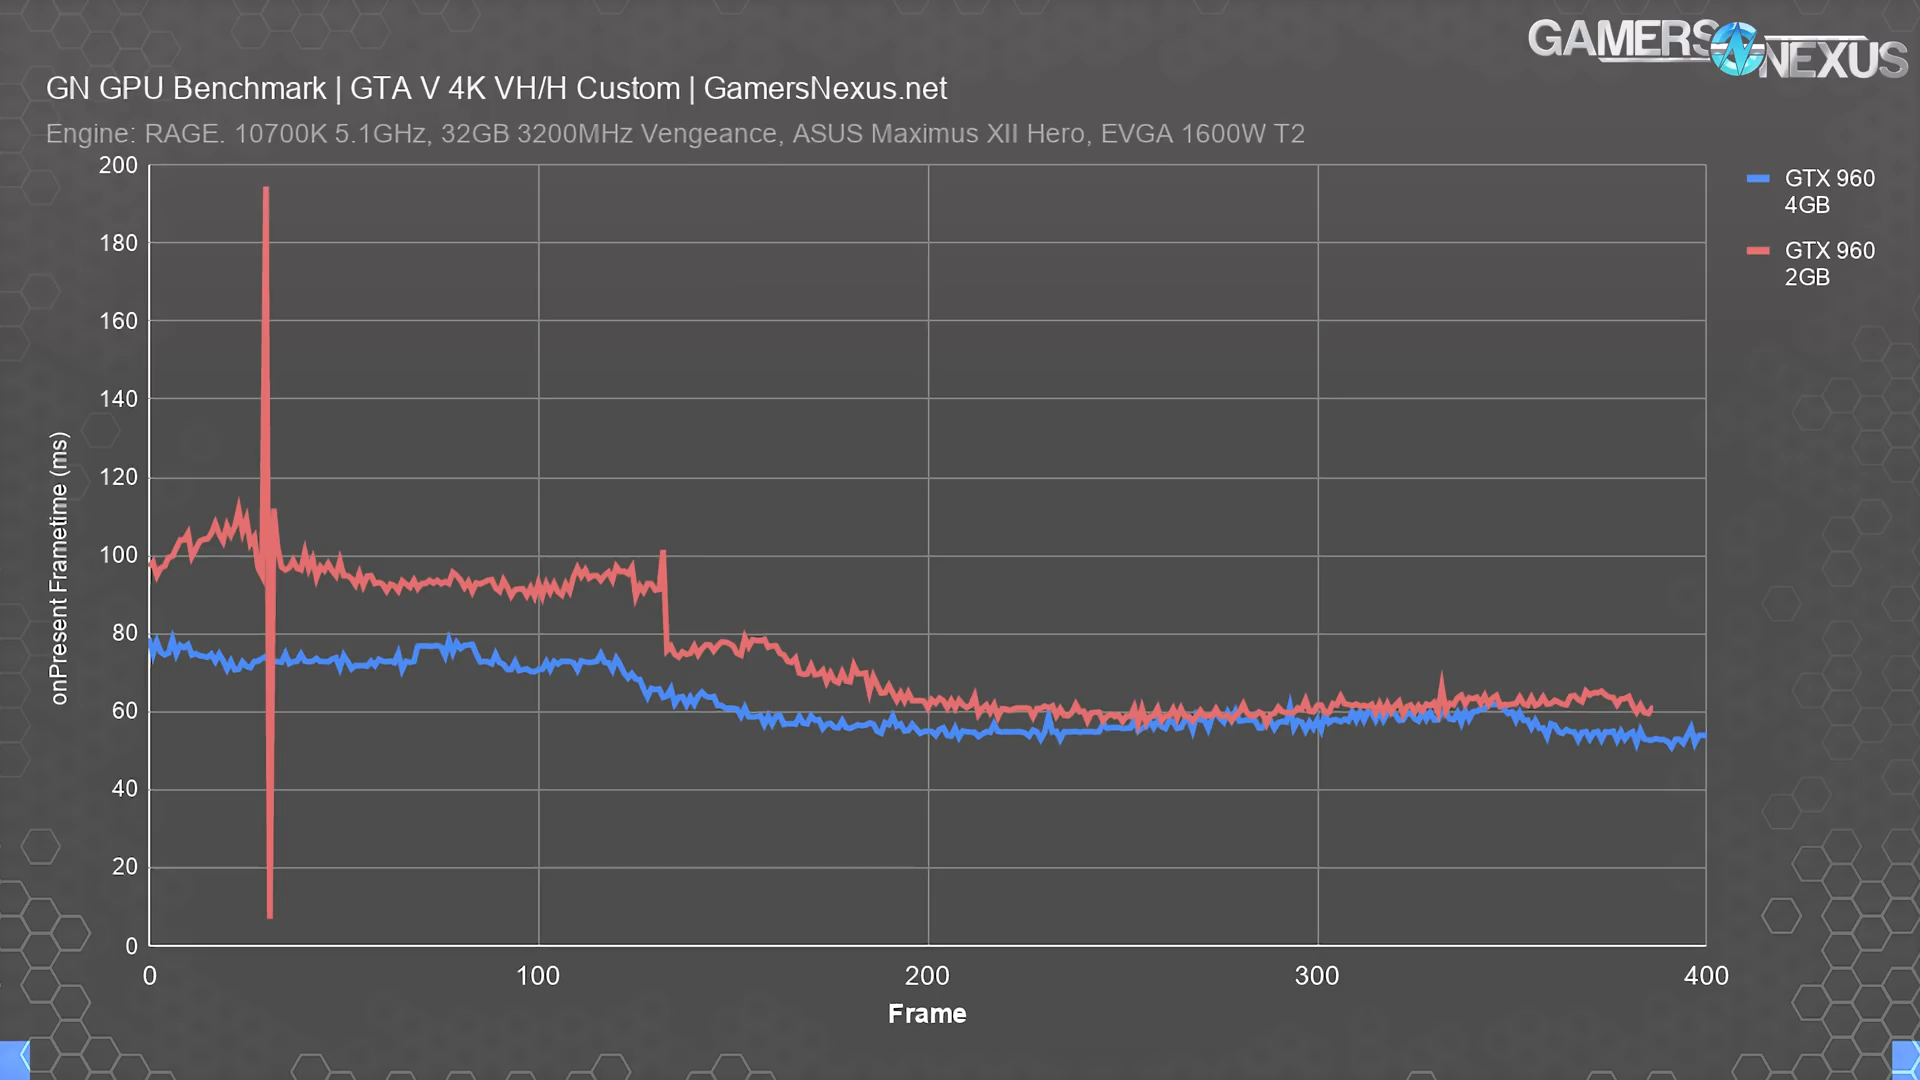 GAMERS NEXUS
GN GPU Benchmark | GTA V 4K VH/H Custom | GamersNexus.net
Engine: RAGE. 10700K 5.1GHz, 32GB 3200MHz Vengeance, ASUS Maximus XII Hero, EVGA 1600W T2
200
180
160
140
120
100
80
60
40
20
0
onPresent Frametime (ms)
0 100 200 300 400
Frame
GTX 960
4GB
GTX 960
2GB